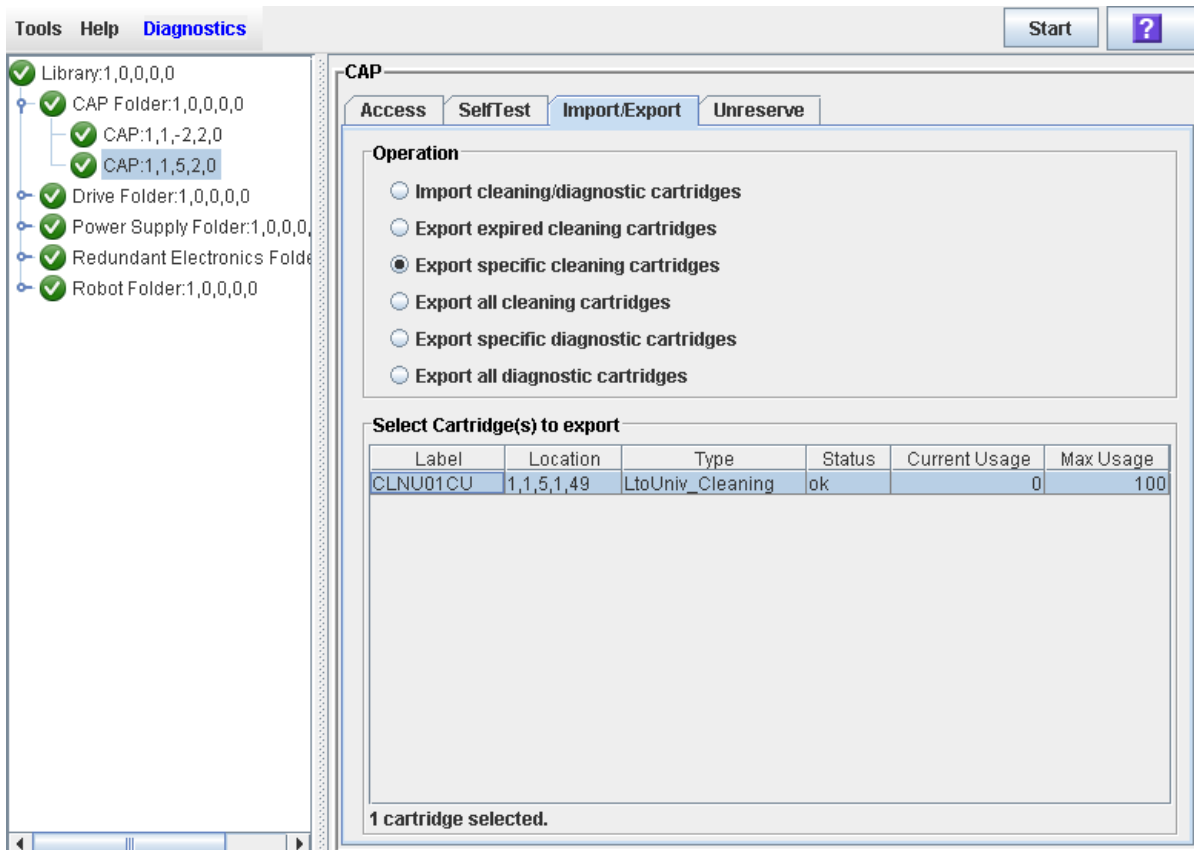 Tools Help Diagnostics Start ?
Library:1,0,0,0,0
CAP Folder:1,0,0,0,0
CAP:1,1,-2,2,0
CAP:1,1,5,2,0
Drive Folder:1,0,0,0,0
Power Supply Folder:1,0,0,0,
Redundant Electronics Folde
Robot Folder:1,0,0,0,0
CAP
Access SelfTest Import/Export Unreserve
Operation
Import cleaning/diagnostic cartridges
Export expired cleaning cartridges
Export specific cleaning cartridges
Export all cleaning cartridges
Export specific diagnostic cartridges
Export all diagnostic cartridges
Select Cartridge(s) to export
Label Location Type Status Current Usage Max Usage
CLNU01CU 1,1,5,1,49 LtoUniv_Cleaning ok 0 100
1 cartridge selected.